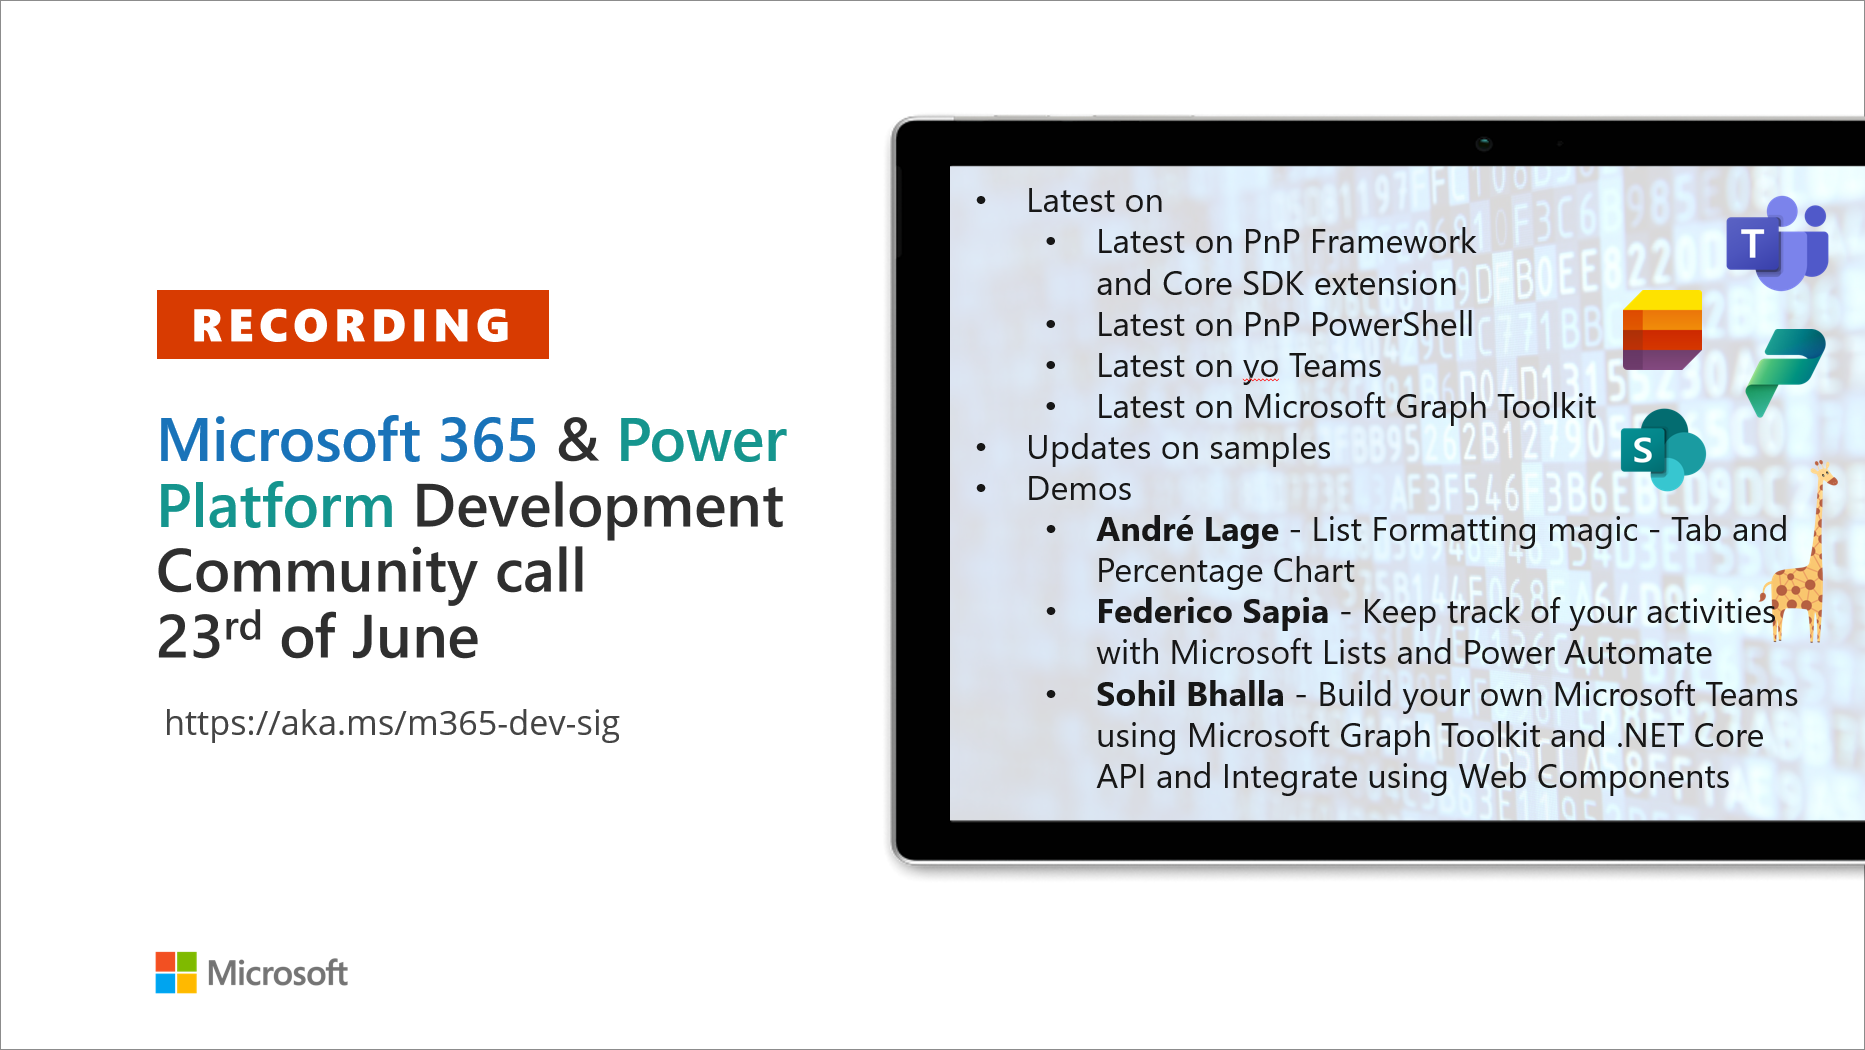 RECORDING
Microsoft 365 & Power
Platform Development
Community call
23rd of June
https://aka.ms/m365-dev-sig
Microsoft
• Latest on
• Latest on PnP Framework
and Core SDK extension
• Latest on PnP PowerShell
• Latest on yo Teams
• Latest on Microsoft Graph Toolkit
• Updates on samples
• Demos
• André Lage - List Formatting magic - Tab and
Percentage Chart
• Federico Sapia - Keep track of your activities
with Microsoft Lists and Power Automate
• Sohil Bhalla - Build your own Microsoft Teams
using Microsoft Graph Toolkit and .NET Core
API and Integrate using Web Components
T
S